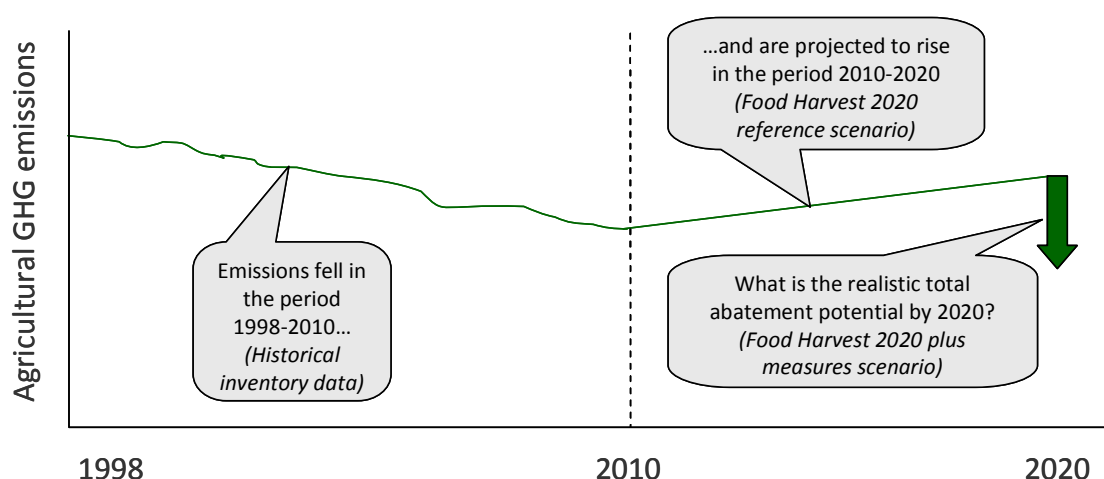 Agricultural GHG emissions
…and are projected to rise
in the period 2010-2020
(Food Harvest 2020
reference scenario)
Emissions fell in
the period
1998-2010…
(Historical
inventory data)
What is the realistic total
abatement potential by 2020?
(Food Harvest 2020 plus
measures scenario)
1998
2010
2020